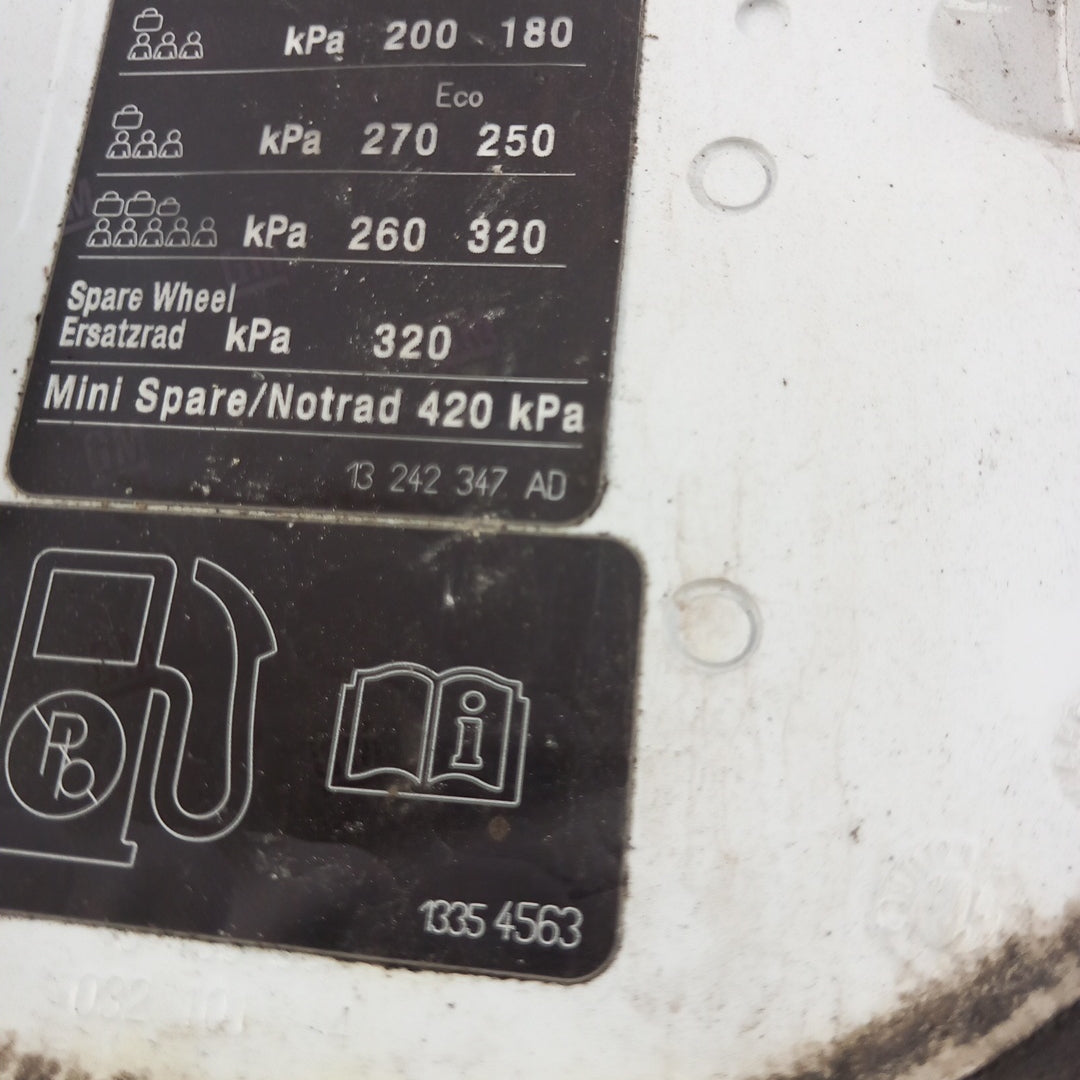 kPa 200 180
Eco
kPa 270 250
kPa 260 320
Spare Wheel
Ersatzrad kPa 320
Mini Spare/Notrad 420 kPa
13 242 347 AD
i
1335 4563